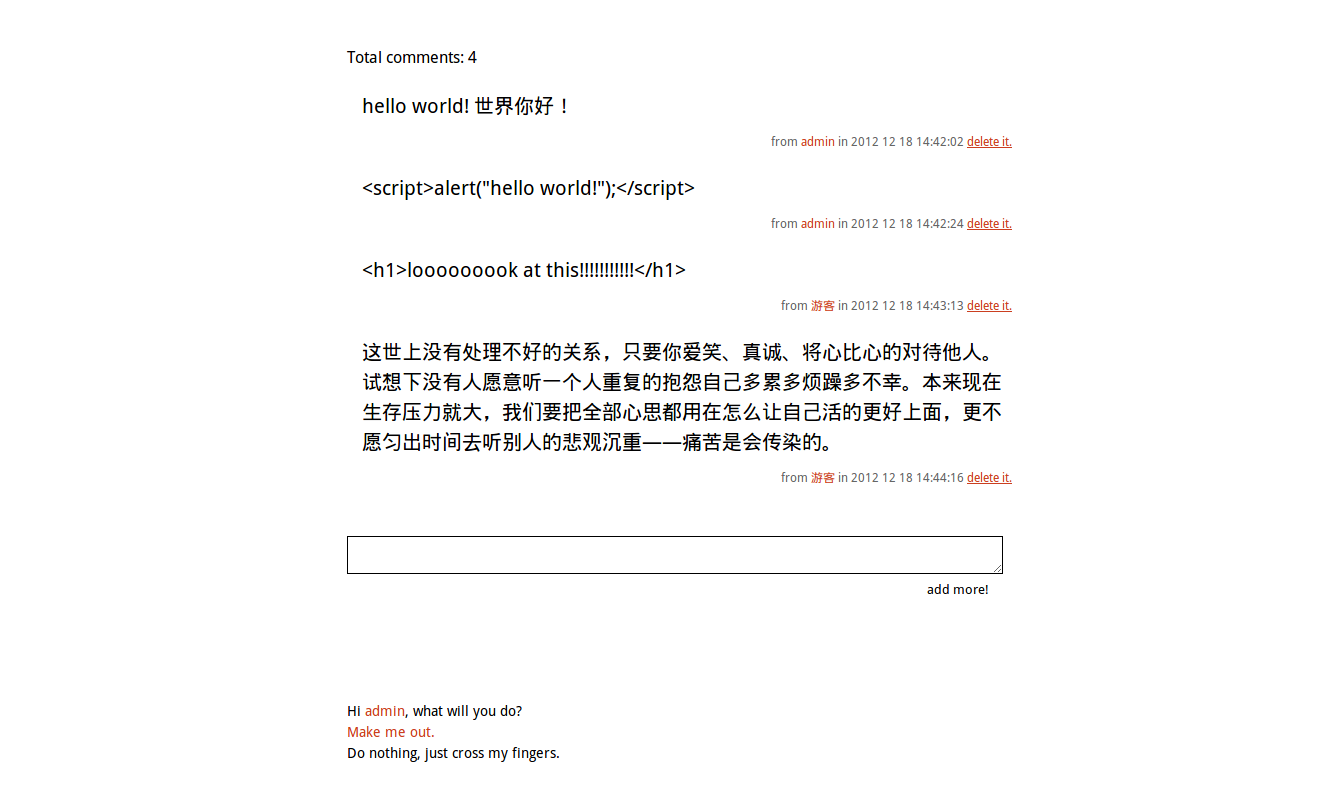 Total comments: 4
hello world! 世界你好！
from admin in 2012 12 18 14:42:02 delete it.
<script>alert("hello world!");</script>
from admin in 2012 12 18 14:42:24 delete it.
<h1>looooooook at this!!!!!!!!!!!</h1>
from 游客 in 2012 12 18 14:43:13 delete it.
这世上没有处理不好的关系，只要你爱笑、真诚、将心比心的对待他人。
试想下没有人愿意听一个人重复的抱怨自己多累多烦躁多不幸。本来现在
生存压力就大，我们要把全部心思都用在怎么让自己活的更好上面，更不
愿匀出时间去听别人的悲观沉重——痛苦是会传染的。
from 游客 in 2012 12 18 14:44:16 delete it.
add more!
Hi admin, what will you do?
Make me out.
Do nothing, just cross my fingers.